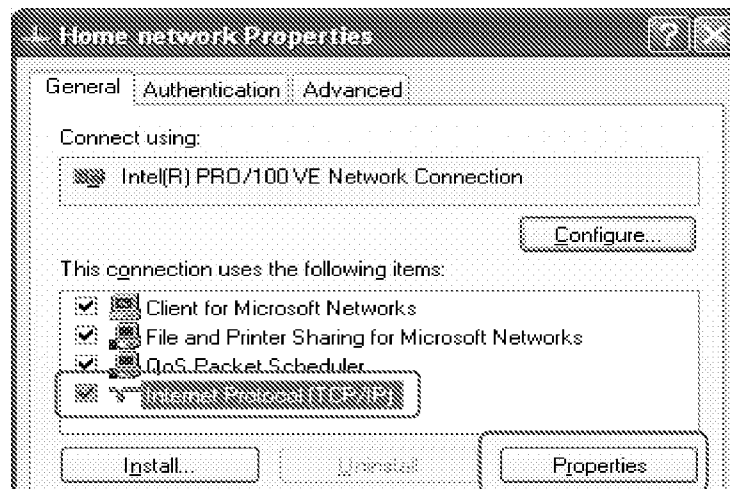 Home network Properties
General Authentication Advanced
Connect using:
Intel(R) PRO/100 VE Network Connection
Configure...
This connection uses the following items:
Client for Microsoft Networks
File and Printer Sharing for Microsoft Networks
QoS Packet Scheduler
Internet Protocol (TCP/IP)
Install... Uninstall Properties